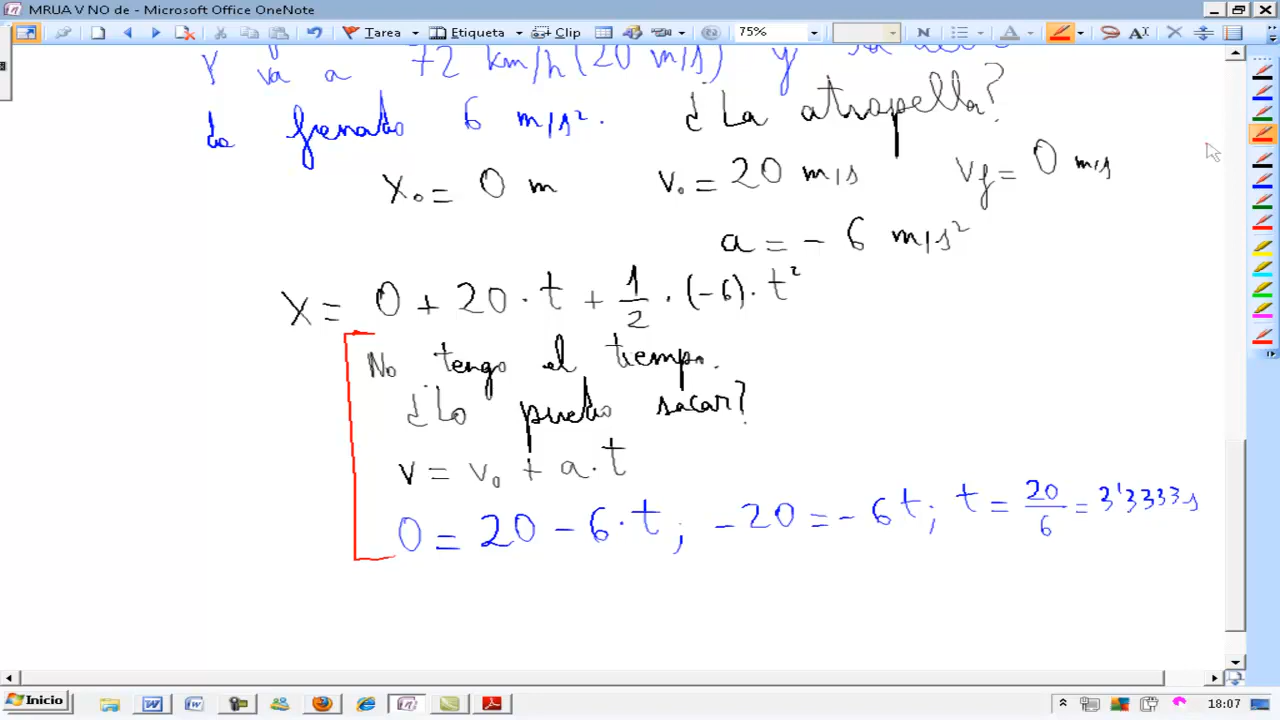 MRUA V NO de - Microsoft Office OneNote
Tarea Etiqueta Clip 75% N A
Y va a 72 km/h (20 m/s) y
do frenado 6 m/s². ¿La atropella?
X₀ = 0 m v₀ = 20 m/s vf = 0 m/s
a = - 6 m/s²
X = 0 + 20 · t + 1/2 · (-6) · t²
No tengo el tiempo.
¿Lo puedo sacar?
v = v₀ + a · t
0 = 20 - 6 · t ; -20 = -6t ; t = 20/6 = 3'3333 s
Inicio 18:07